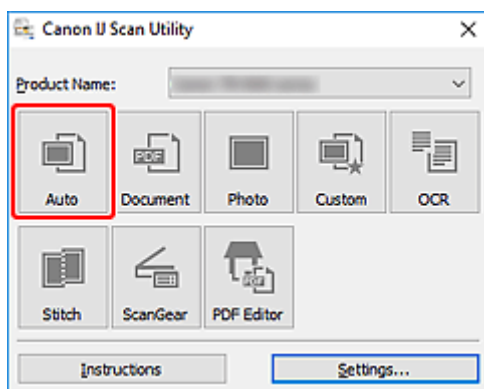 Canon IJ Scan Utility
Product Name:
Auto Document Photo Custom OCR
Stitch ScanGear PDF Editor
Instructions Settings...